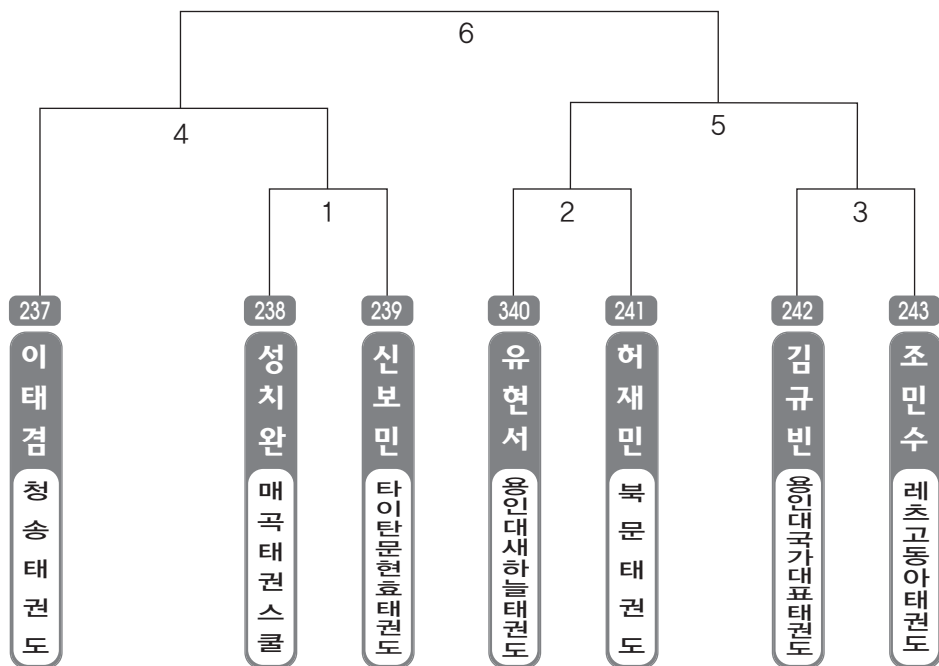 6
4
5
1
2
3
237
238
239
340
241
242
243
이태겸
성치완
신보민
유현서
허재민
김규빈
조민수
청송태권도
매곡태권스쿨
타이탄문현효태권도
용인대새하늘태권도
북문태권도
용인대국가대표태권도
레츠고동아태권도